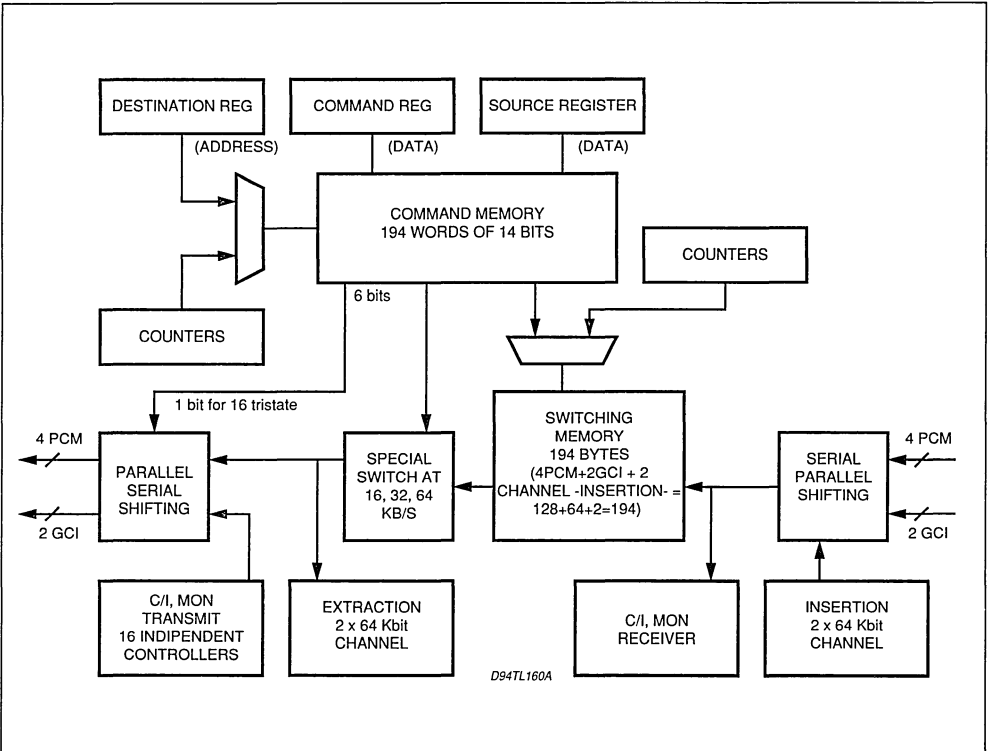 DESTINATION REG
COMMAND REG
SOURCE REGISTER
(ADDRESS)
(DATA)
(DATA)
COMMAND MEMORY
194 WORDS OF 14 BITS
COUNTERS
6 bits
COUNTERS
1 bit for 16 tristate
4 PCM
2 GCI
PARALLEL
SERIAL
SHIFTING
SPECIAL
SWITCH AT
16, 32, 64
KB/S
SWITCHING
MEMORY
194 BYTES
(4PCM+2GCI + 2
CHANNEL -INSERTION- =
128+64+2=194)
SERIAL
PARALLEL
SHIFTING
4 PCM
2 GCI
C/I, MON
TRANSMIT
16 INDIPENDENT
CONTROLLERS
EXTRACTION
2 x 64 Kbit
CHANNEL
C/I, MON
RECEIVER
INSERTION
2 x 64 Kbit
CHANNEL
D94TL160A